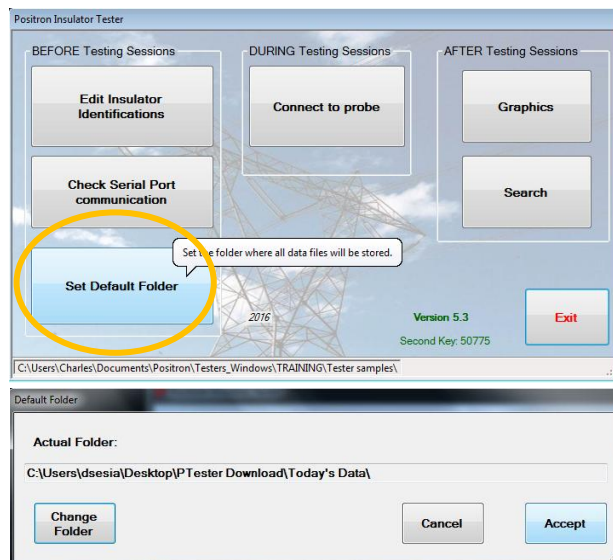 Positron Insulator Tester
BEFORE Testing Sessions
DURING Testing Sessions
AFTER Testing Sessions
Edit Insulator
Identifications
Connect to probe
Graphics
Check Serial Port
communication
Search
Set the folder where all data files will be stored.
Set Default Folder
2016
Version 5.3
Second Key: 50775
Exit
C:\Users\Charles\Documents\Positron\Testers_Windows\TRAINING\Tester samples\
Default Folder
Actual Folder:
C:\Users\dsesia\Desktop\PTester Download\Today's Data\
Change
Folder
Cancel
Accept